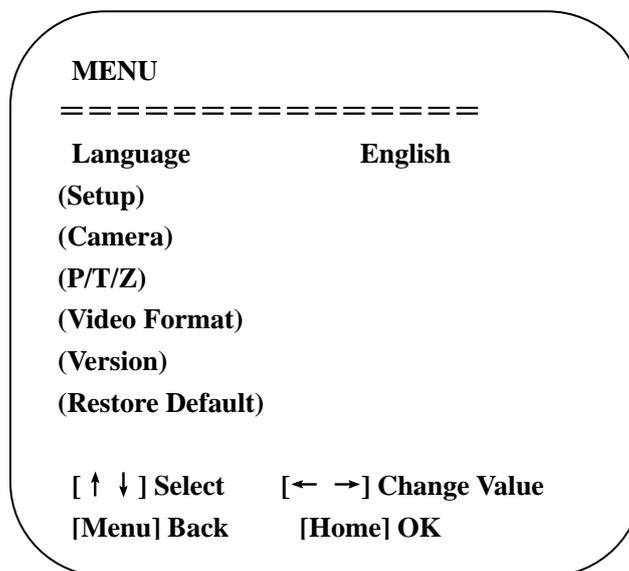 MENU
===============
Language English
(Setup)
(Camera)
(P/T/Z)
(Video Format)
(Version)
(Restore Default)
[↑ ↓] Select [← →] Change Value
[Menu] Back [Home] OK